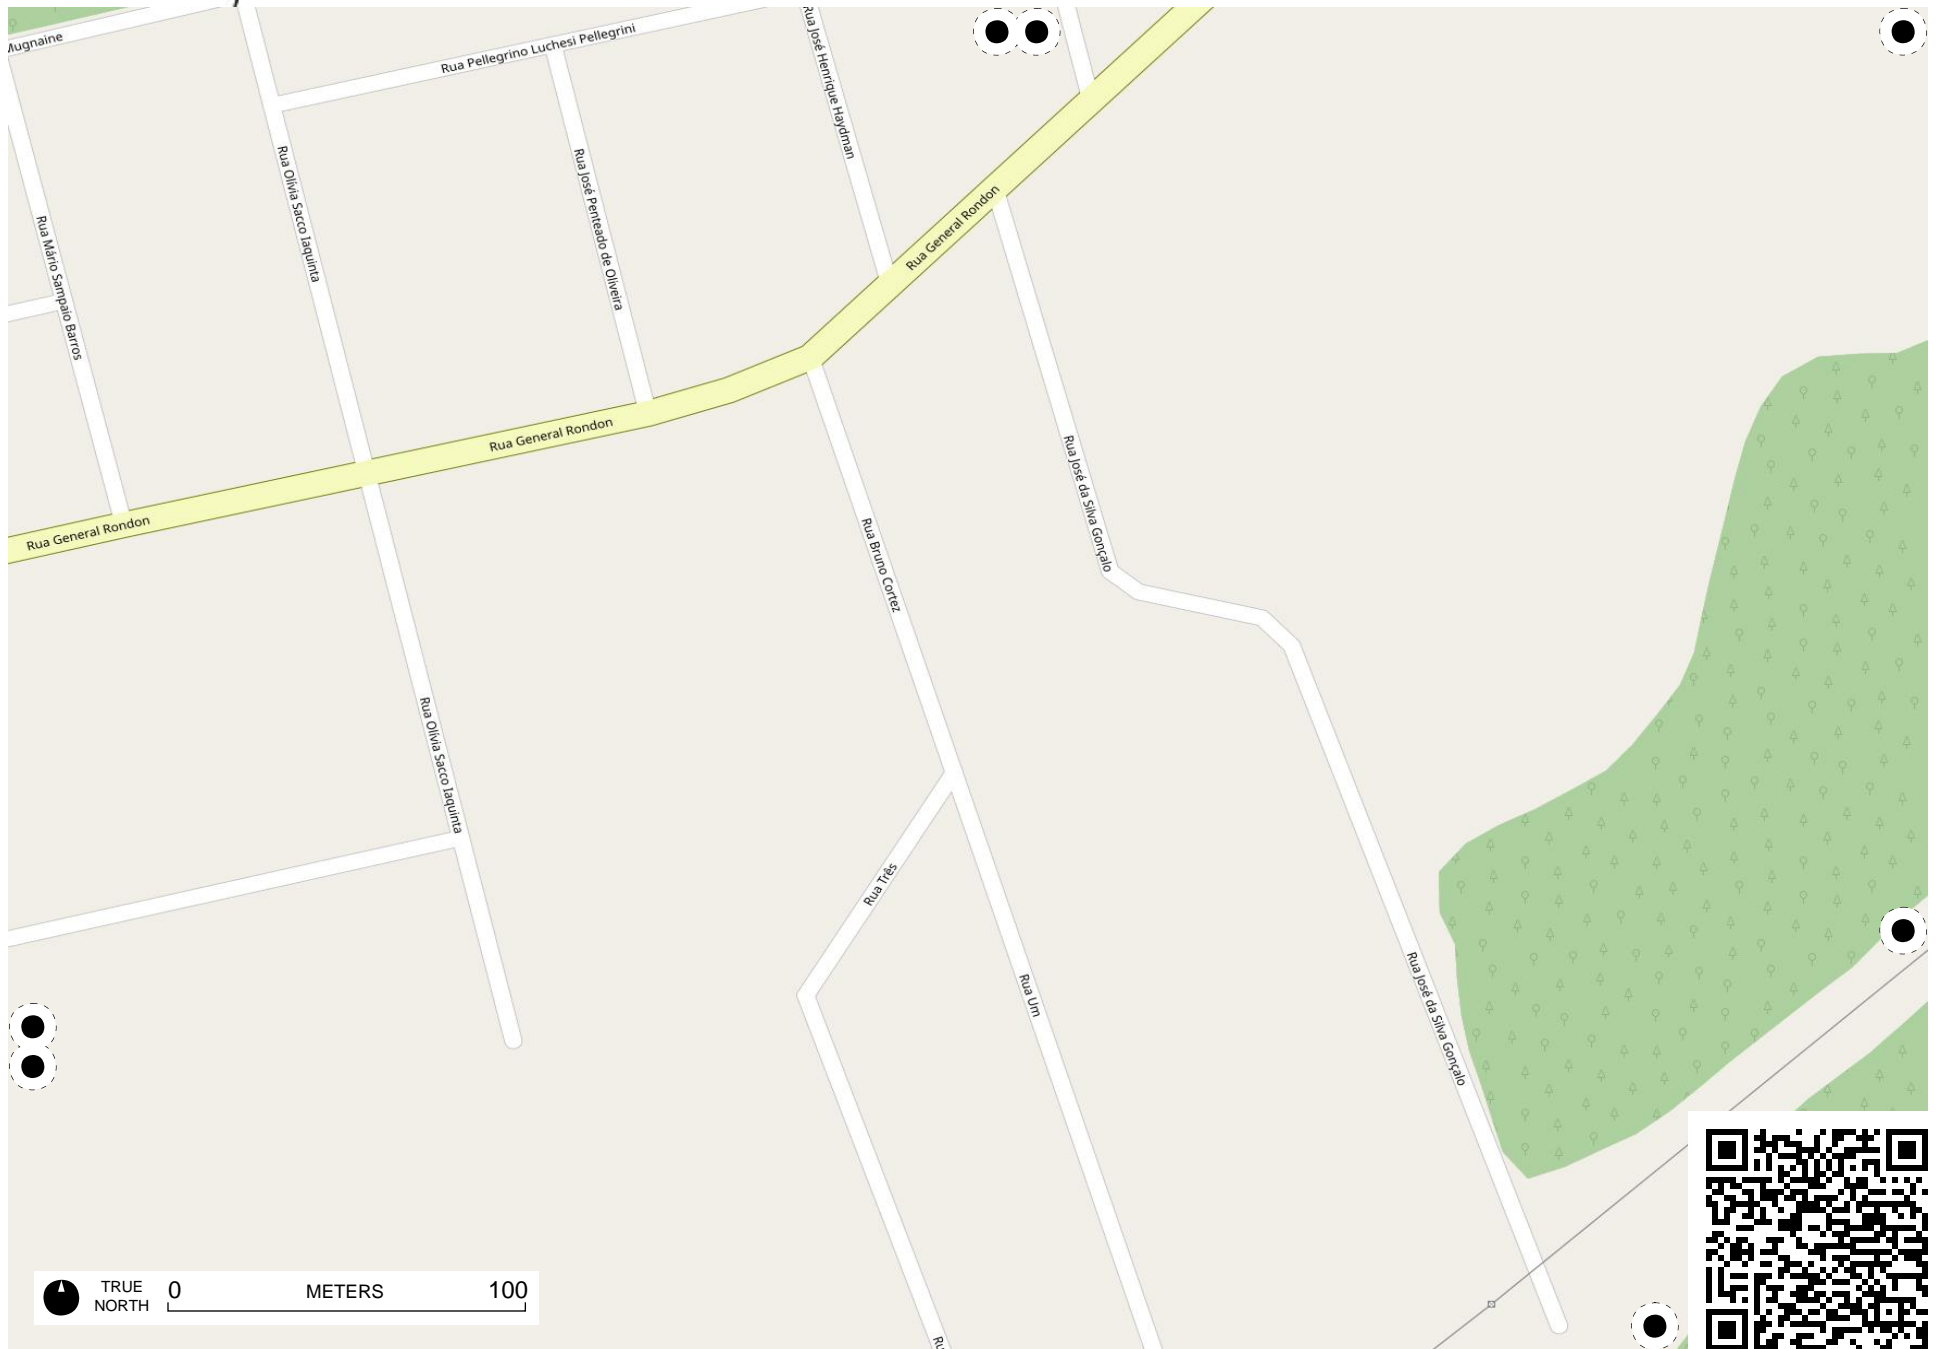 Mugnaine
Rua Pellegrino Luchesi Pellegrini
Rua José Henrique Haydman
Rua Olívia Sacco Iaquinta
Rua José Penteado de Oliveira
Rua Mário Sampaio Barros
Rua General Rondon
Rua General Rondon
Rua General Rondon
Rua José da Silva Gonçalo
Rua Bruno Cortez
Rua Olívia Sacco Iaquinta
Rua Três
Rua Um
Rua José da Silva Gonçalo
TRUE
NORTH
0 METERS 100
Ru